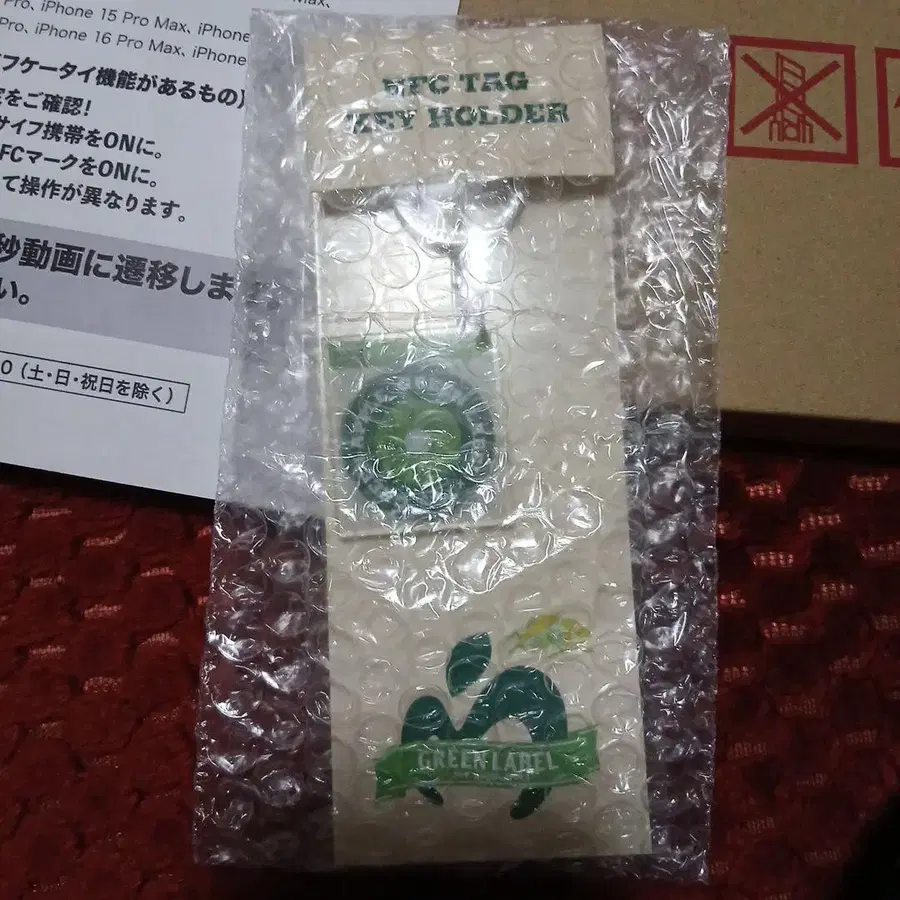 Pro、iPhone 15 Pro Max、iPhone
Pro、iPhone 16 Pro Max、iPhone
フケータイ機能があるもの】
定をご確認!
サイフ携帯をONに。
FCマークをONに。
て操作が異なります。
秒動画に遷移しま
い。
0（土・日・祝日を除く）
NFC TAG
KEY HOLDER
GREEN LABEL